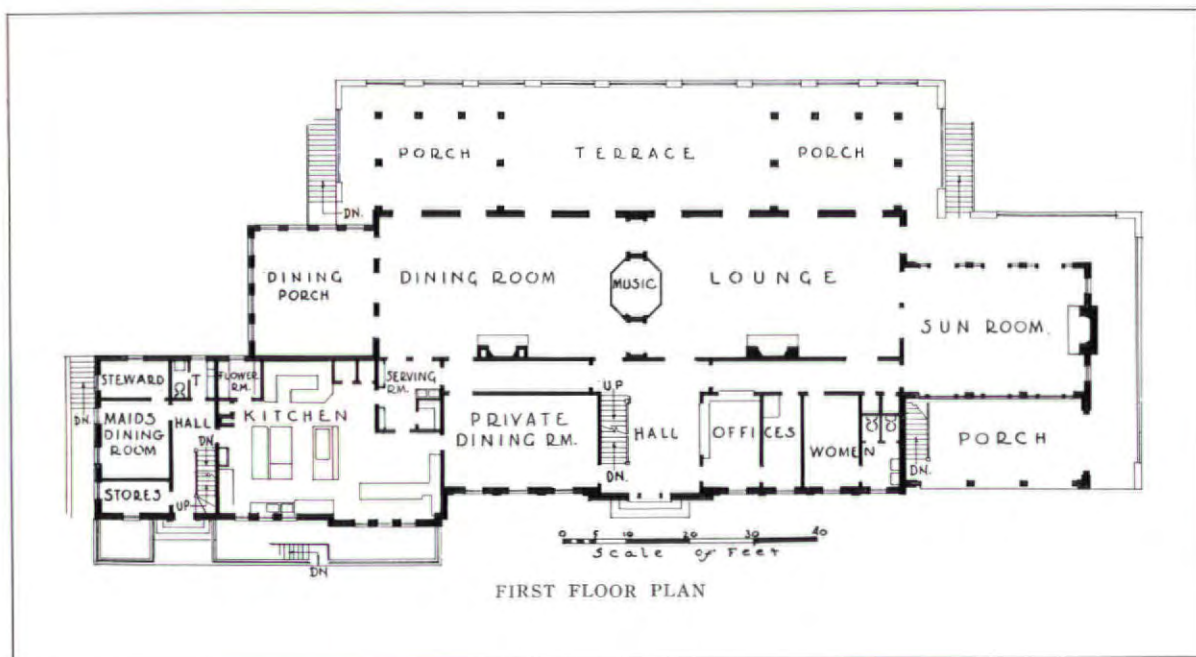 PORCH TERRACE PORCH
DN.
DINING PORCH
DINING ROOM
MUSIC
LOUNGE
SUN ROOM.
STEWARD
T
FLOWER RM.
SERVING RM.
UP
DN.
MAIDS DINING ROOM
HALL
DN.
KITCHEN
PRIVATE DINING RM.
HALL
OFFICES
WOMEN
PORCH
DN.
DN.
STORES
UP
DN
0 5 10 20 30 40
Scale of Feet
FIRST FLOOR PLAN